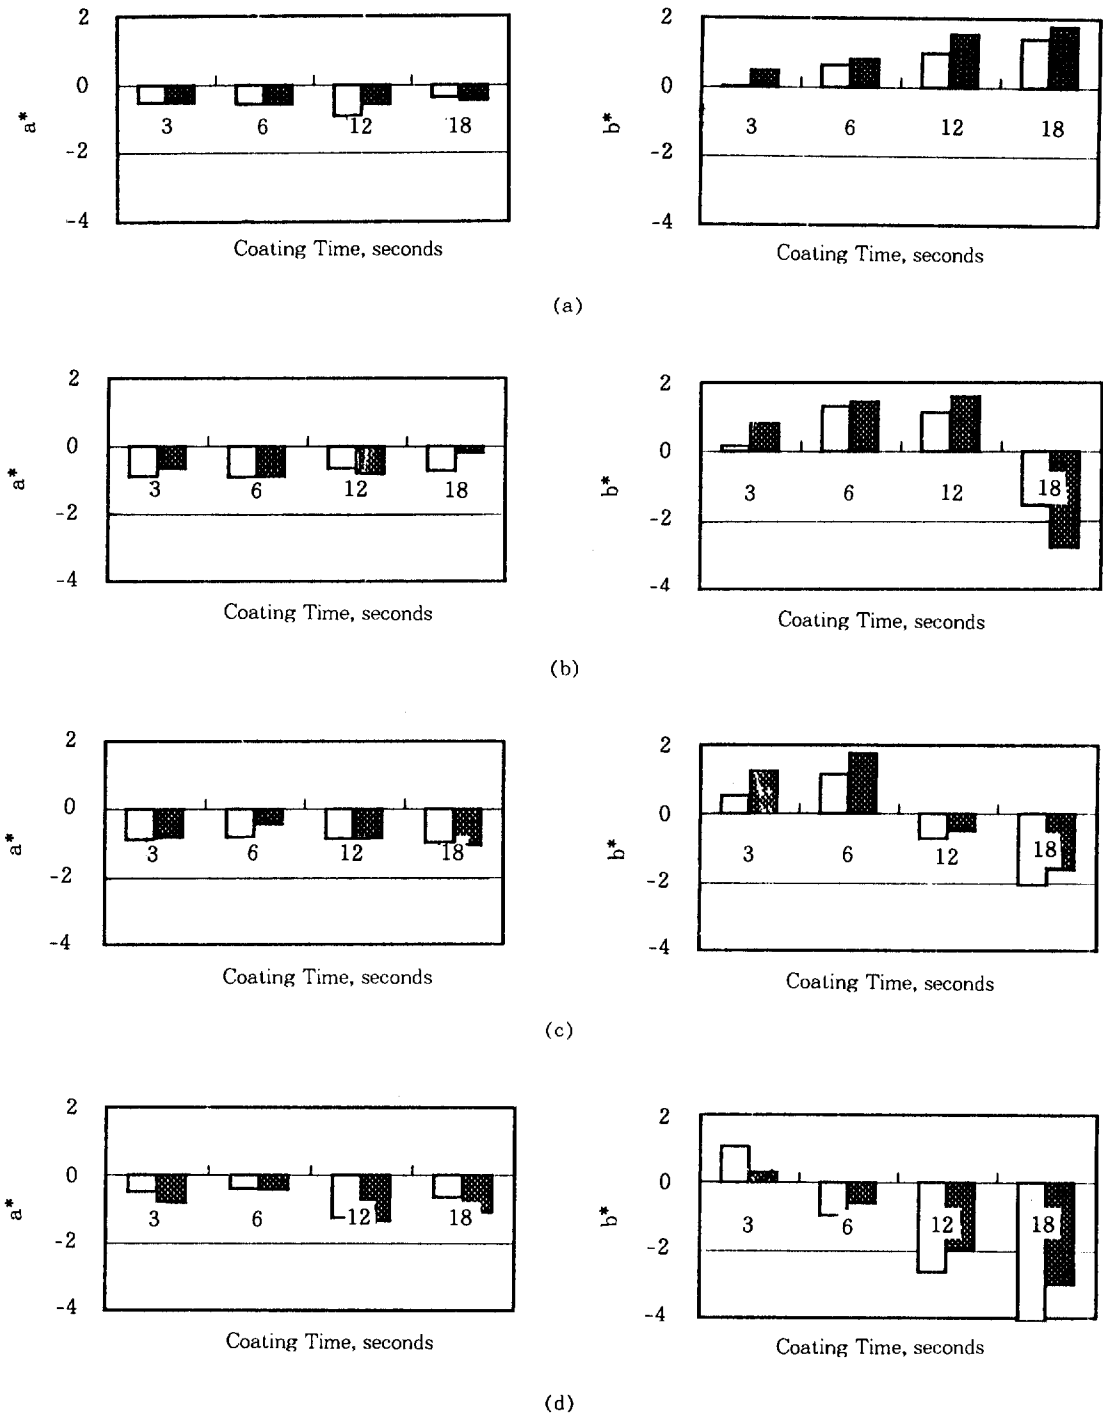 2
0
-2
-4
a*
3 6 12 18
Coating Time, seconds
2
0
-2
-4
b*
3 6 12 18
Coating Time, seconds
(a)
2
0
-2
-4
a*
3 6 12 18
Coating Time, seconds
2
0
-2
-4
b*
3 6 12 18
Coating Time, seconds
(b)
2
0
-2
-4
a*
3 6 12 18
Coating Time, seconds
2
0
-2
-4
b*
3 6 12 18
Coating Time, seconds
(c)
2
0
-2
-4
a*
3 6 12 18
Coating Time, seconds
2
0
-2
-4
b*
3 6 12 18
Coating Time, seconds
(d)